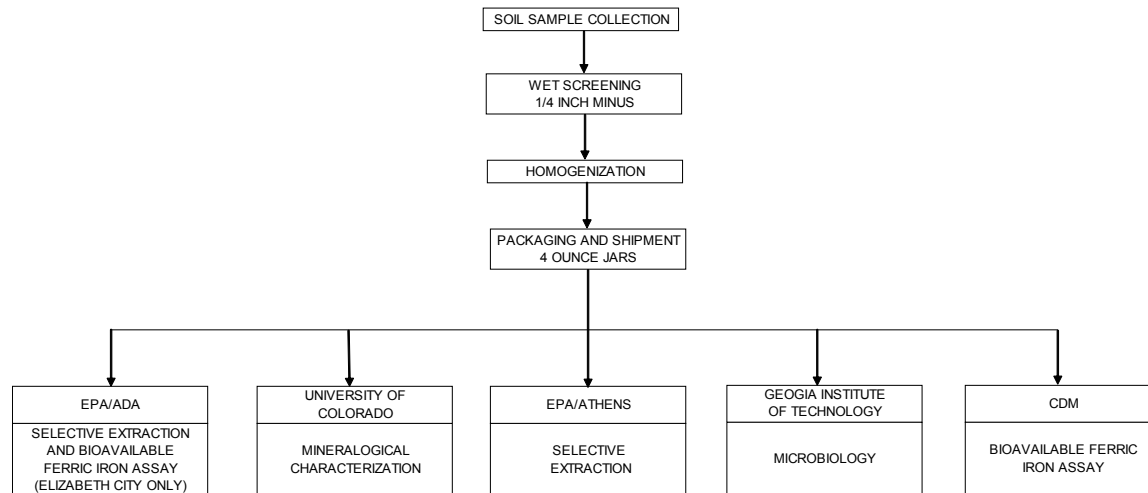 SOIL SAMPLE COLLECTION
WET SCREENING
1/4 INCH MINUS
HOMOGENIZATION
PACKAGING AND SHIPMENT
4 OUNCE JARS
EPA/ADA
SELECTIVE EXTRACTION
AND BIOAVAILABLE
FERRIC IRON ASSAY
(ELIZABETH CITY ONLY)
UNIVERSITY OF
COLORADO
MINERALOGICAL
CHARACTERIZATION
EPA/ATHENS
SELECTIVE
EXTRACTION
GEOGIA INSTITUTE
OF TECHNOLOGY
MICROBIOLOGY
CDM
BIOAVAILABLE FERRIC
IRON ASSAY